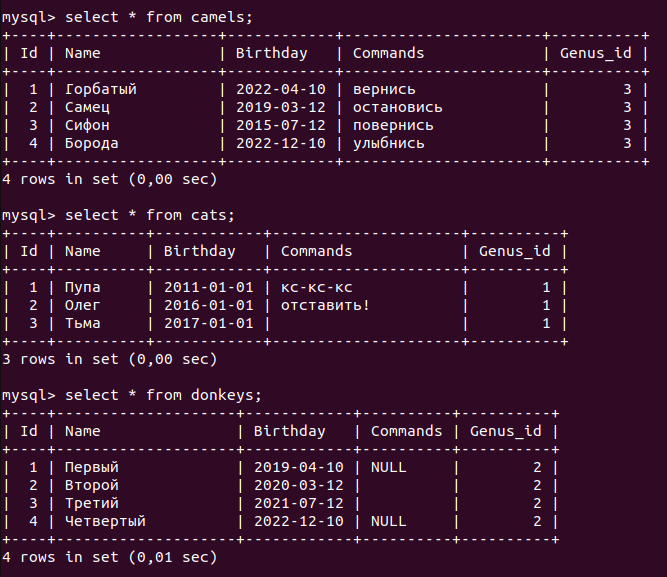 mysql> select * from camels;
+----+------------------+------------+----------------------+----------+
| Id | Name             | Birthday   | Commands             | Genus_id |
+----+------------------+------------+----------------------+----------+
|  1 | Горбатый         | 2022-04-10 | вернись              |        3 |
|  2 | Самец            | 2019-03-12 | остановись           |        3 |
|  3 | Сифон            | 2015-07-12 | повернись            |        3 |
|  4 | Борода           | 2022-12-10 | улыбнись             |        3 |
+----+------------------+------------+----------------------+----------+
4 rows in set (0,00 sec)
mysql> select * from cats;
+----+----------+------------+---------------------+----------+
| Id | Name     | Birthday   | Commands            | Genus_id |
+----+----------+------------+---------------------+----------+
|  1 | Пупа     | 2011-01-01 | кс-кс-кс            |        1 |
|  2 | Олег     | 2016-01-01 | отставить!          |        1 |
|  3 | Тьма     | 2017-01-01 |                     |        1 |
+----+----------+------------+---------------------+----------+
3 rows in set (0,00 sec)
mysql> select * from donkeys;
+----+--------------------+------------+----------+----------+
| Id | Name               | Birthday   | Commands | Genus_id |
+----+--------------------+------------+----------+----------+
|  1 | Первый             | 2019-04-10 | NULL     |        2 |
|  2 | Второй             | 2020-03-12 |          |        2 |
|  3 | Третий             | 2021-07-12 |          |        2 |
|  4 | Четвертый          | 2022-12-10 | NULL     |        2 |
+----+--------------------+------------+----------+----------+
4 rows in set (0,01 sec)